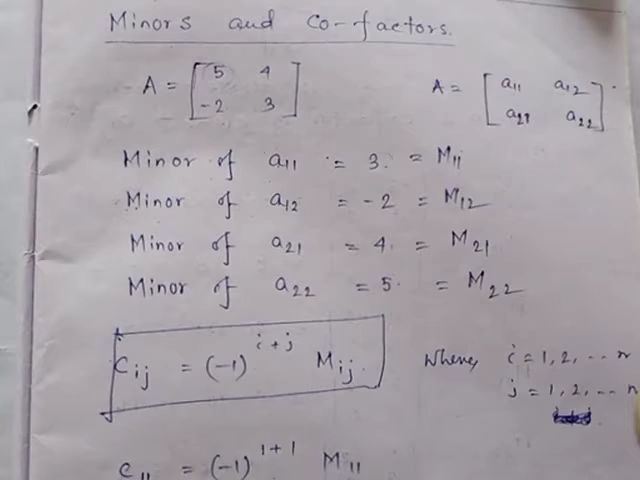 Minors and Co-factors.
A = [5 4
-2 3]
A = [a11 a12
a21 a22].
Minor of a11 = 3. = M11
Minor of a12 = -2 = M12
Minor of a21 = 4. = M21
Minor of a22 = 5. = M22
Cij = (-1)^i+j Mij. Where, i = 1, 2, ... n
j = 1, 2, ... n
C11 = (-1)^1+1 M11